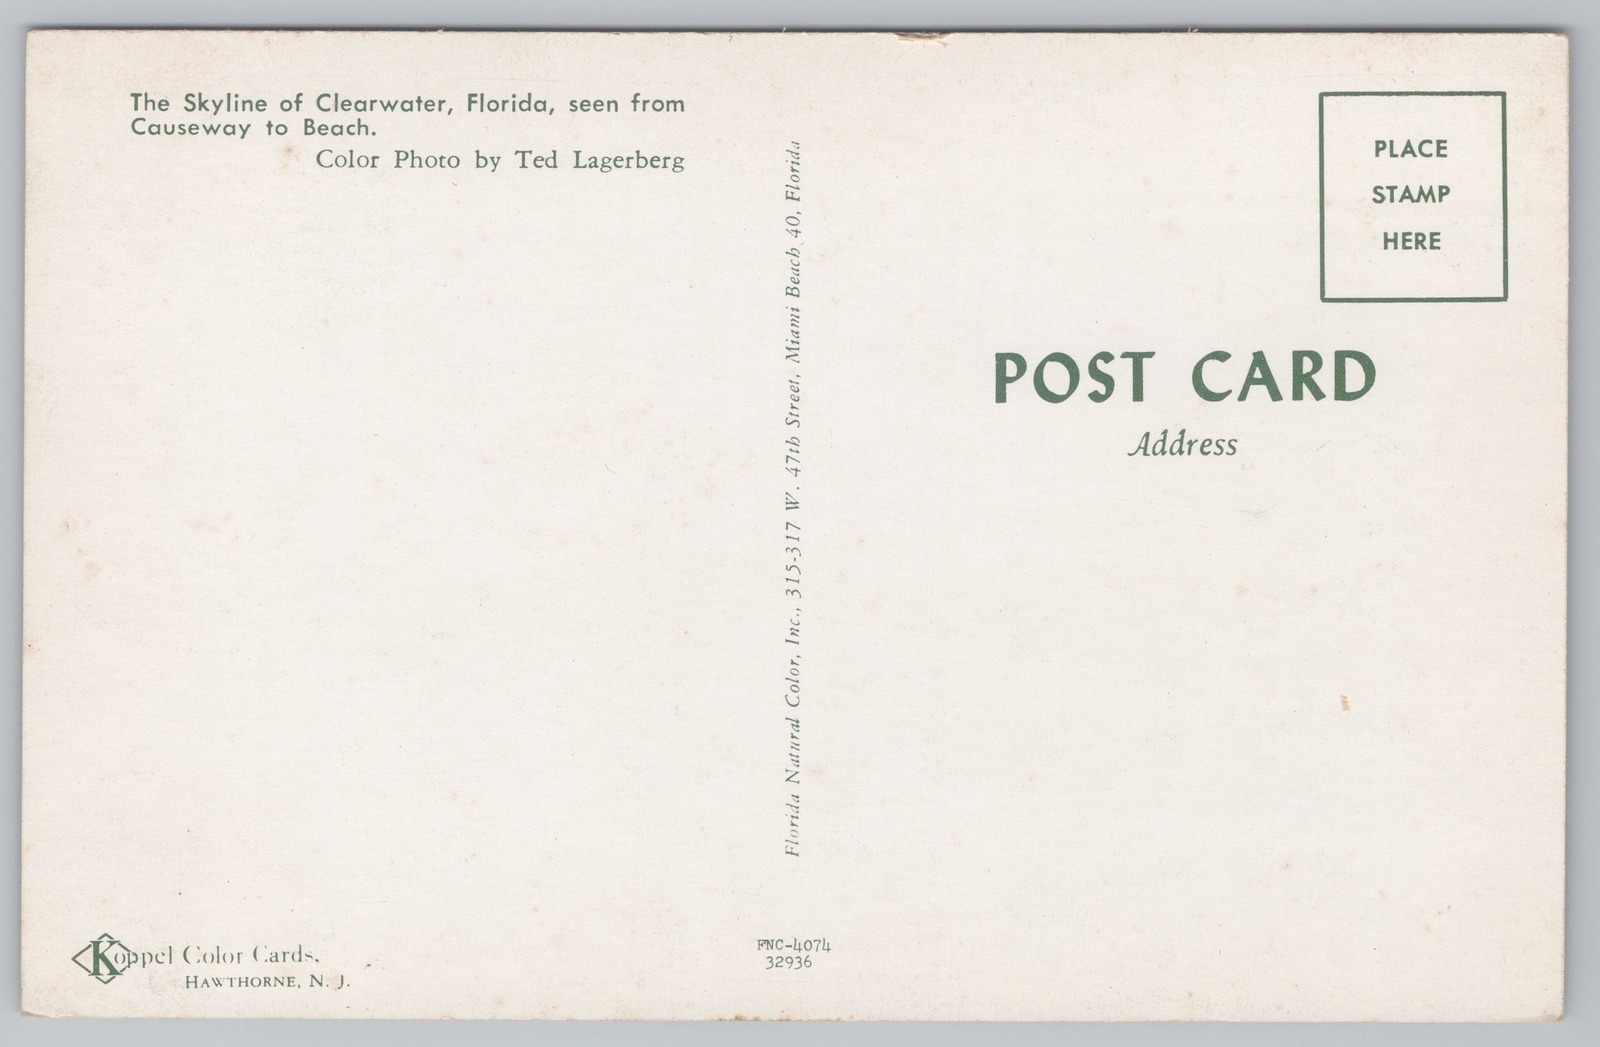 The Skyline of Clearwater, Florida, seen from
Causeway to Beach.
Color Photo by Ted Lagerberg
Florida Natural Color, Inc., 315-317 W. 47th Street, Miami Beach 40, Florida
PLACE
STAMP
HERE
POST CARD
Address
Koppel Color Cards,
HAWTHORNE, N. J.
FNC-4074
32936